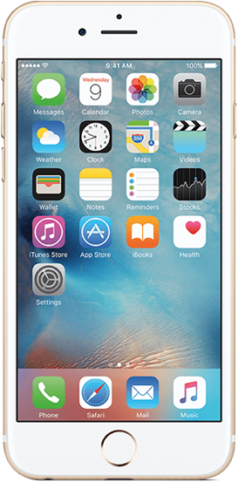 9:41 AM 100%
Wednesday
9
Messages Calendar Photos Camera
Weather Clock Maps Videos
Wallet Notes Reminders Stocks
iTunes Store App Store iBooks Health
Settings
Phone Safari Mail Music